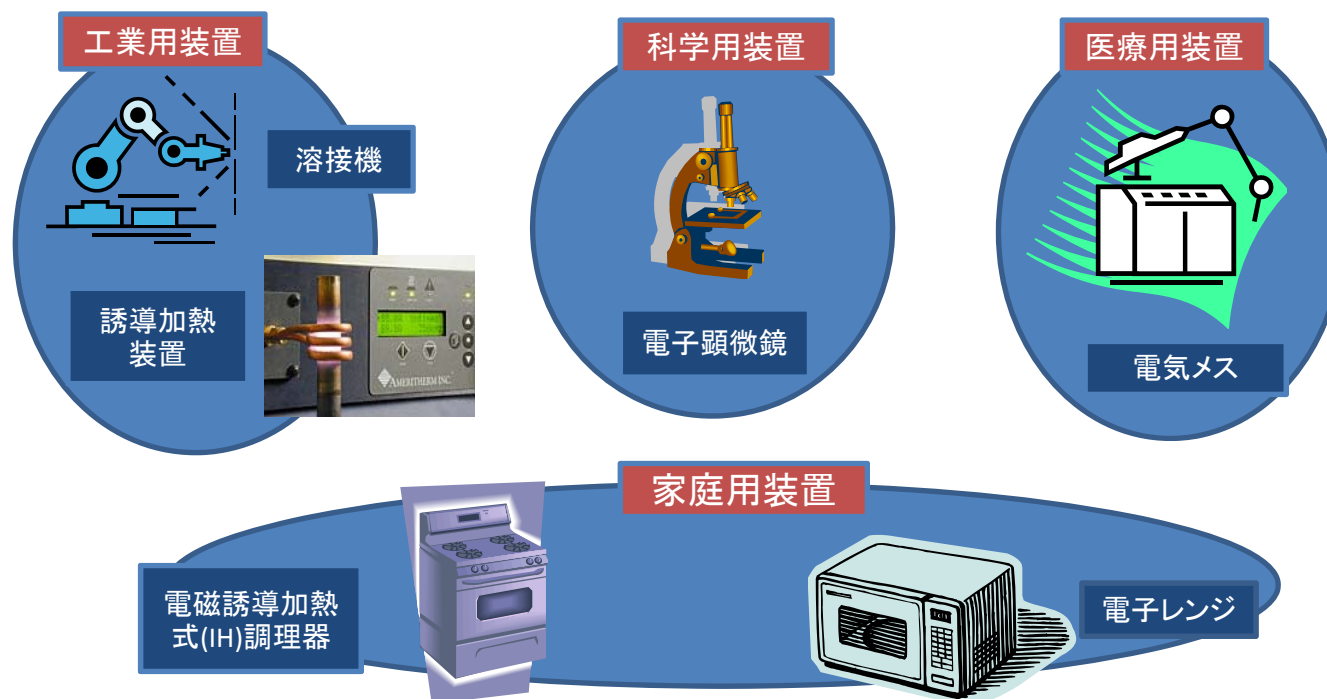 工業用装置
科学用装置
医療用装置
溶接機
誘導加熱
装置
AMERITHERM INC.
電子顕微鏡
電気メス
家庭用装置
電磁誘導加熱
式(IH)調理器
電子レンジ